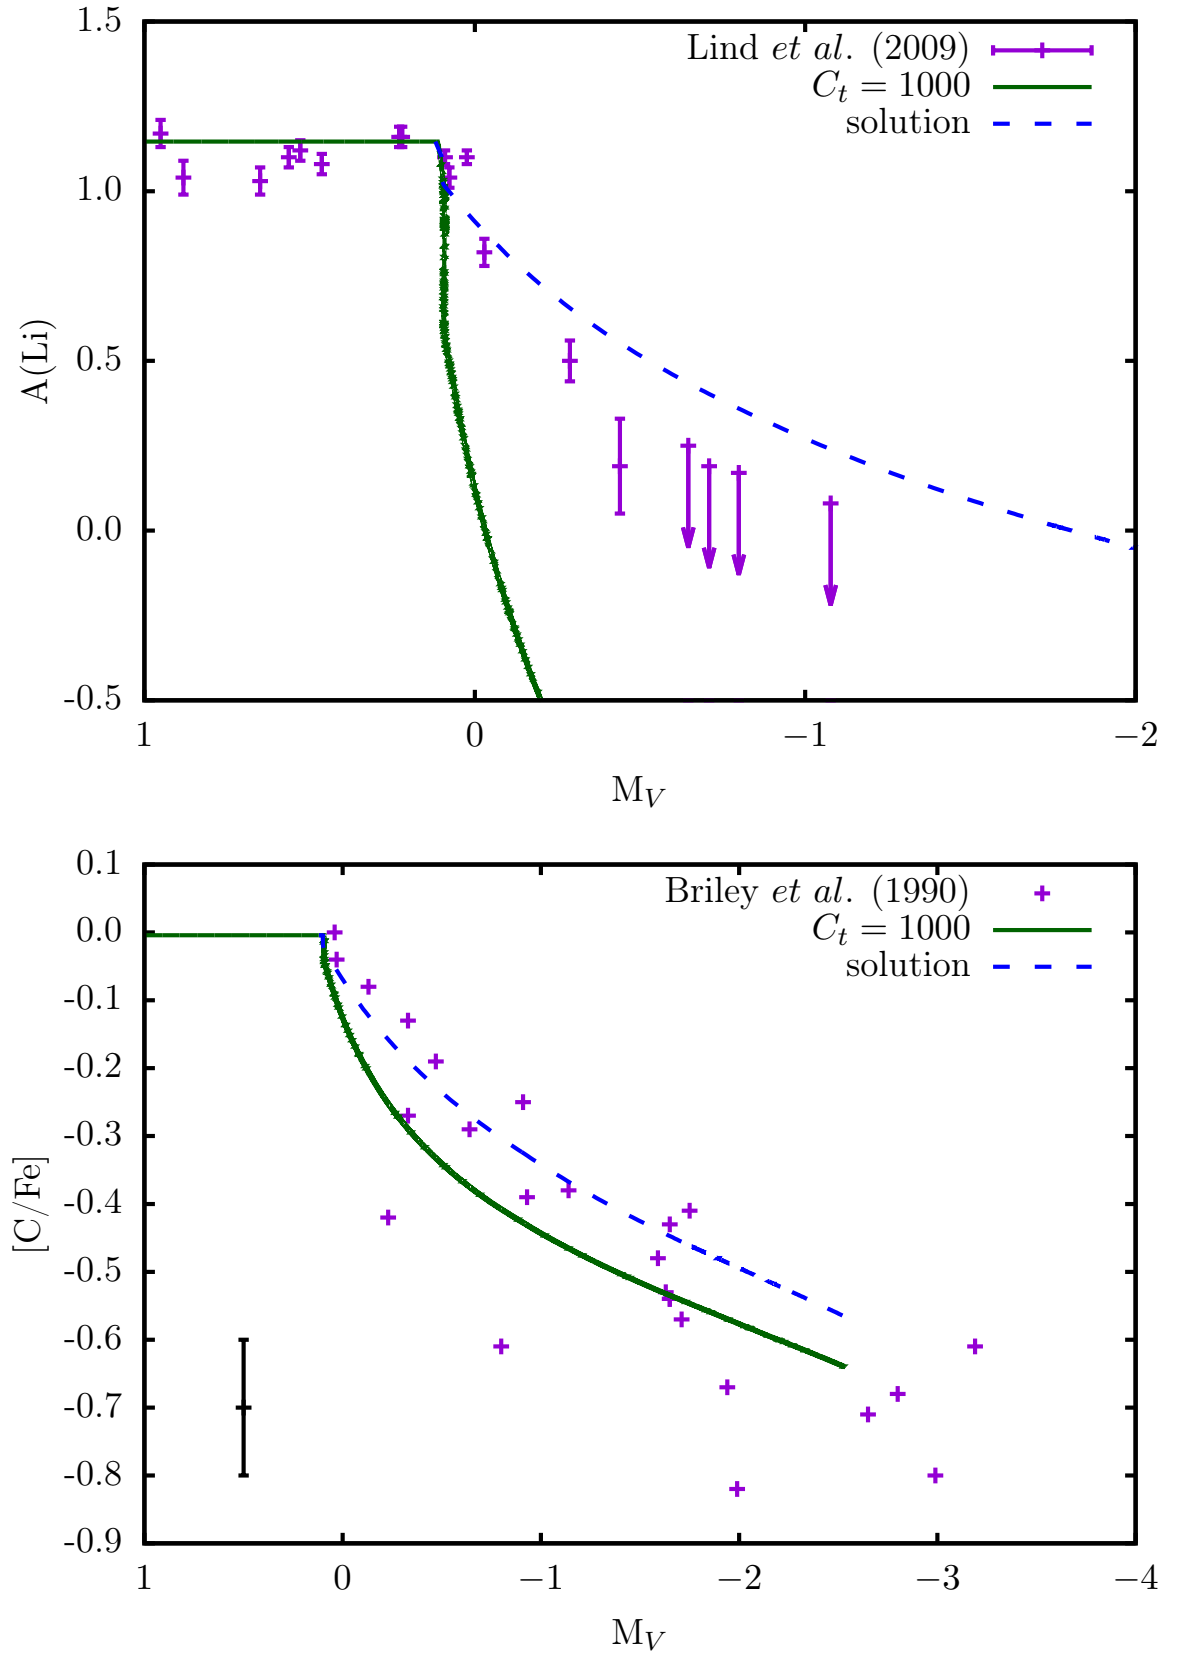 1.5
1.0
0.5
0.0
-0.5
A(Li)
Lind et al. (2009)
C_t = 1000
solution
1 0 −1 −2
M_V
0.1
0.0
-0.1
-0.2
-0.3
-0.4
-0.5
-0.6
-0.7
-0.8
-0.9
[C/Fe]
Briley et al. (1990)
C_t = 1000
solution
1 0 −1 −2 −3 −4
M_V